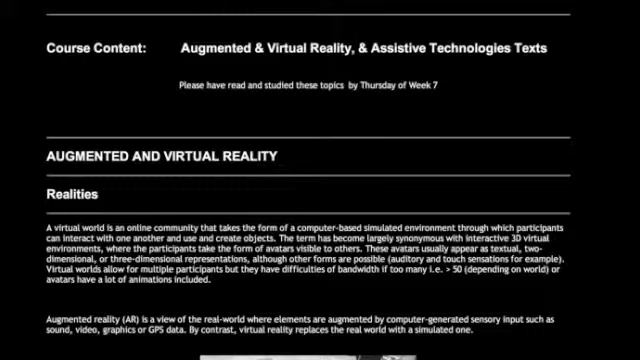 Course Content: Augmented & Virtual Reality, & Assistive Technologies Texts
Please have read and studied these topics by Thursday of Week 7
AUGMENTED AND VIRTUAL REALITY
Realities
A virtual world is an online community that takes the form of a computer-based simulated environment through which participants
can interact with one another and use and create objects. The term has become largely synonymous with interactive 3D virtual
environments, where the participants take the form of avatars visible to others. These avatars usually appear as textual, two-
dimensional, or three-dimensional representations, although other forms are possible (auditory and touch sensations for example).
Virtual worlds allow for multiple participants but they have difficulties of bandwidth if too many i.e. > 50 (depending on world) or
avatars have a lot of animations included.
Augmented reality (AR) is a view of the real-world where elements are augmented by computer-generated sensory input such as
sound, video, graphics or GPS data. By contrast, virtual reality replaces the real world with a simulated one.